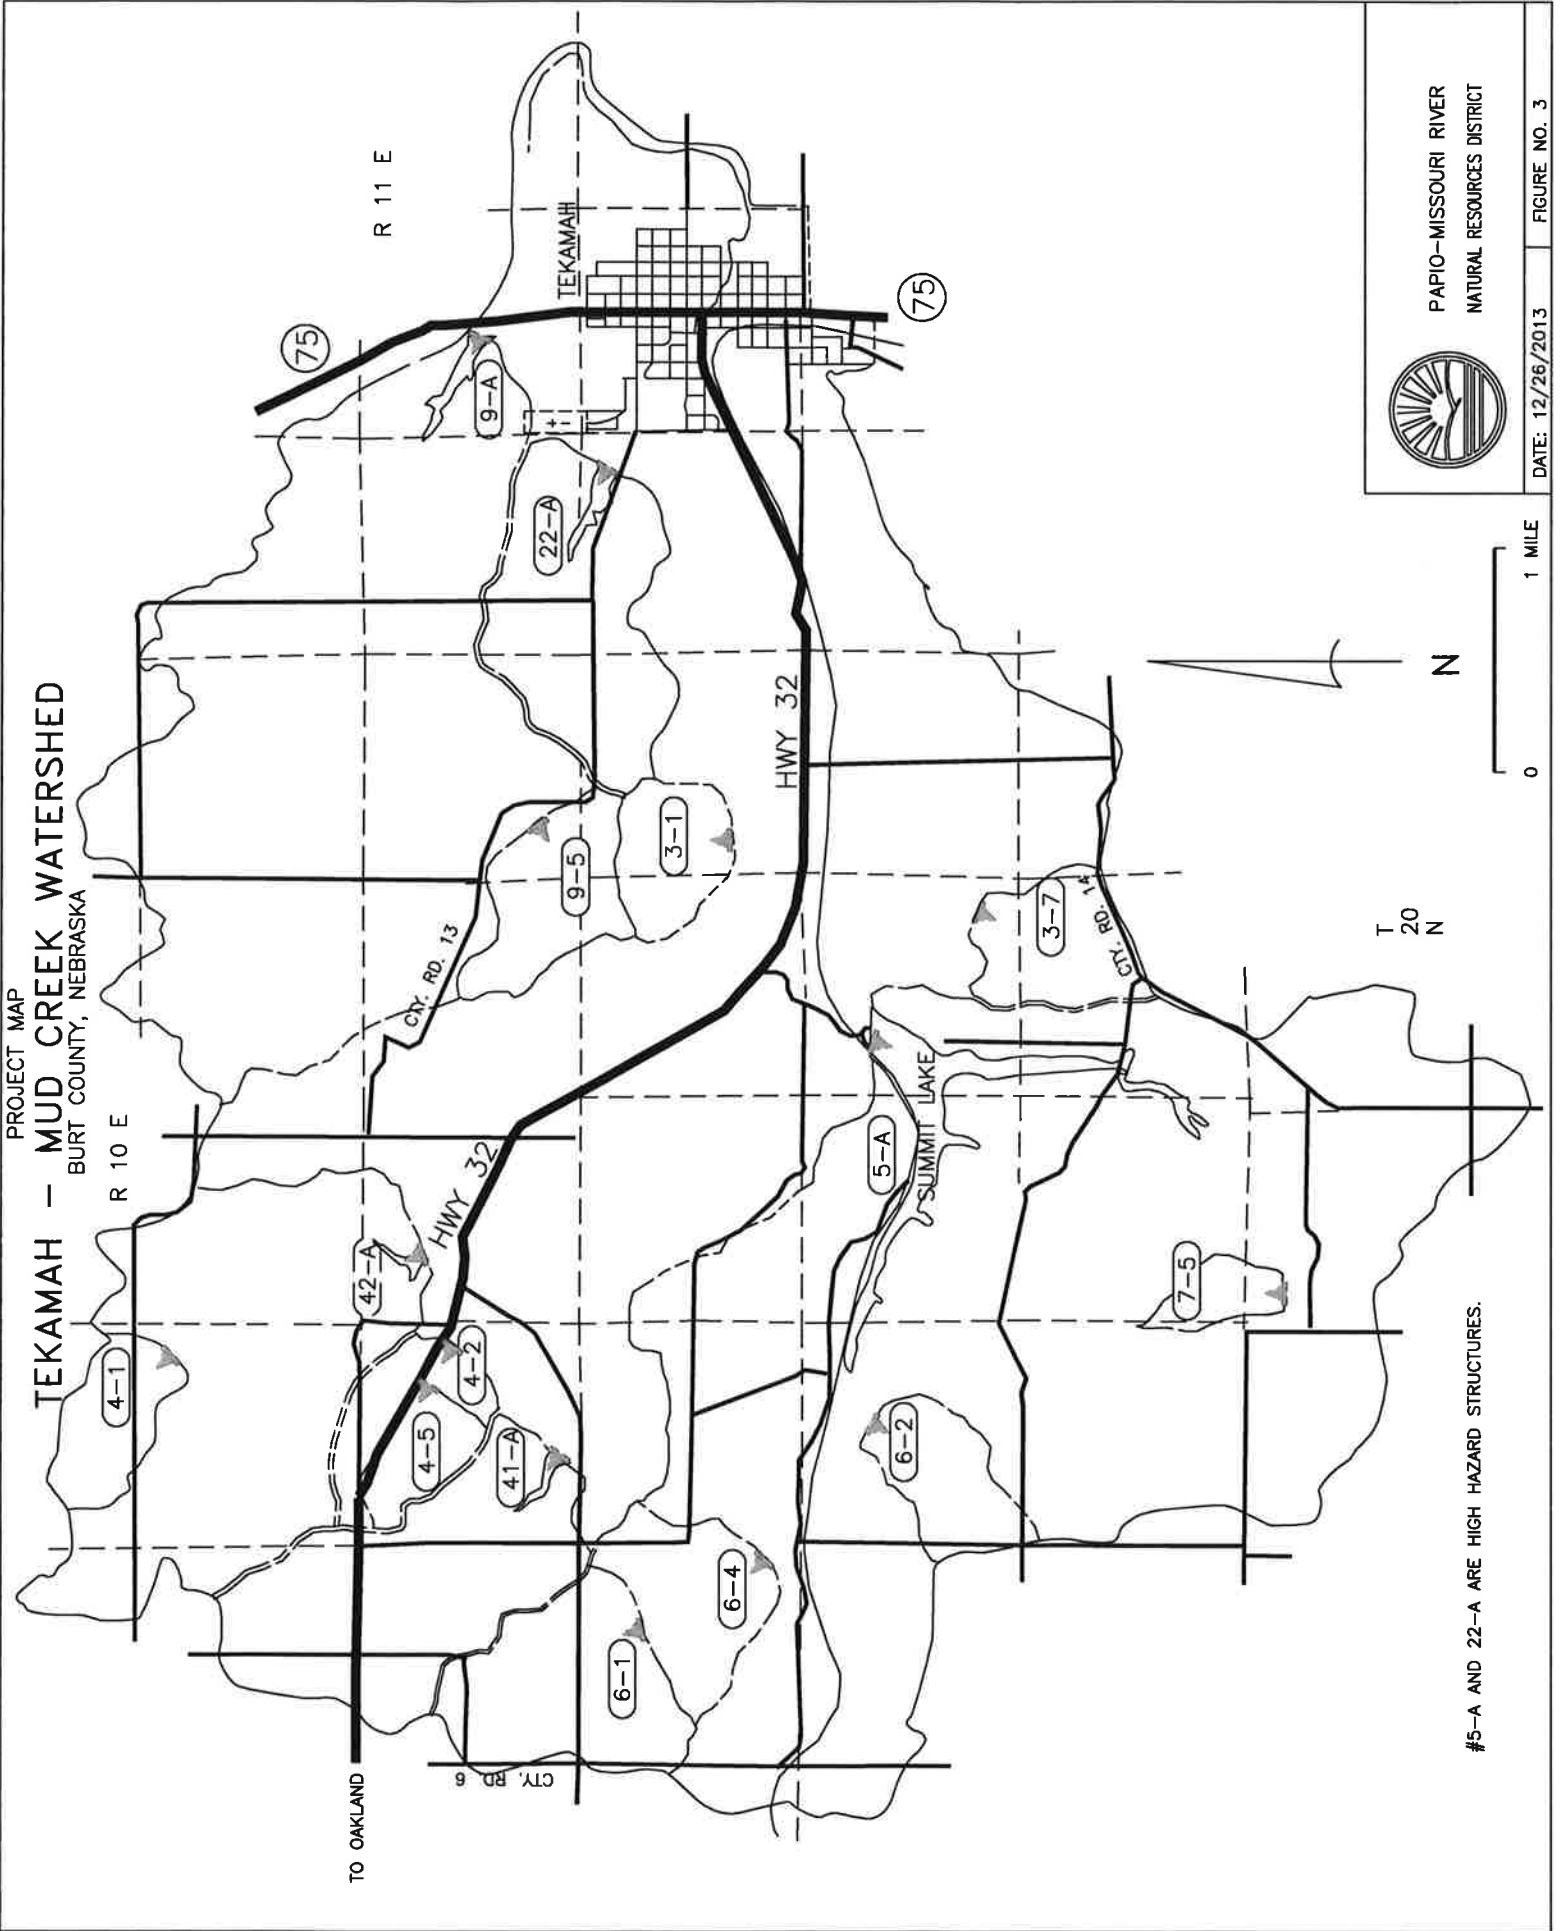 PROJECT MAP
TEKAMAH - MUD CREEK WATERSHED
BURT COUNTY, NEBRASKA
R 10 E
R 11 E
4-1
42-A
4-2
4-5
41-A
HWY 32
CTY. RD. 13
9-5
3-1
22-A
9-A
75
TEKAMAH
75
HWY 32
TO OAKLAND
CTY. RD 6
6-1
6-4
6-2
5-A
SUMMIT LAKE
3-7
CTY. RD. 14
7-5
T
20
N
N
0
1 MILE
#5-A AND 22-A ARE HIGH HAZARD STRUCTURES.
PAPIO-MISSOURI RIVER
NATURAL RESOURCES DISTRICT
DATE: 12/26/2013
FIGURE NO. 3